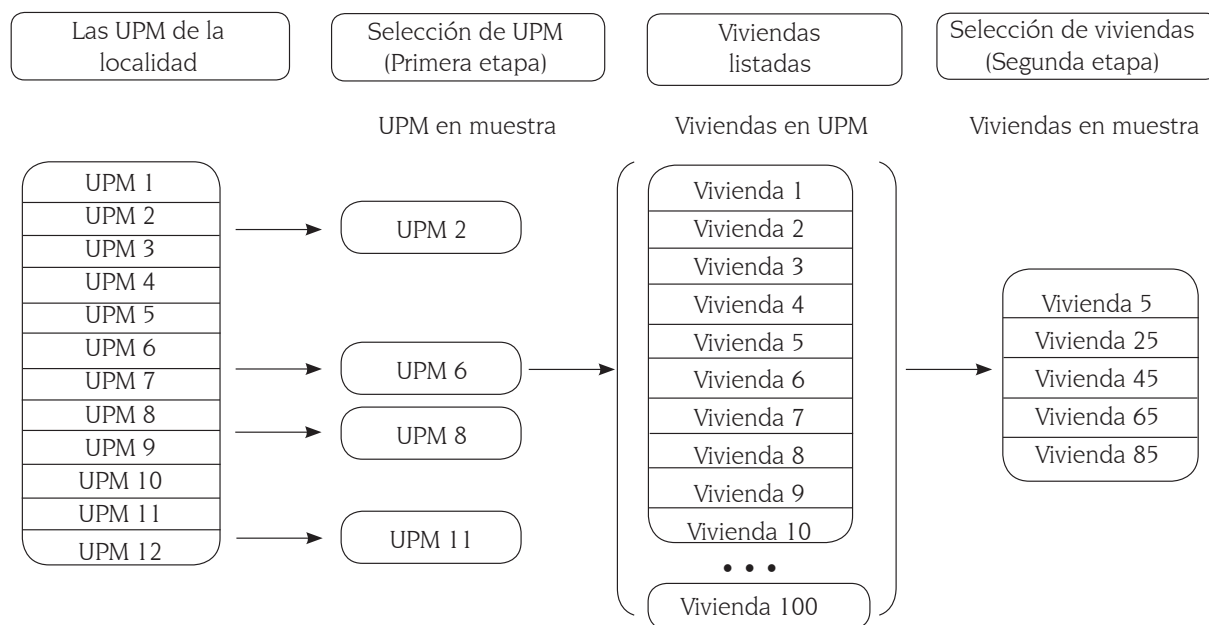 Las UPM de la
localidad
Selección de UPM
(Primera etapa)
Viviendas
listadas
Selección de viviendas
(Segunda etapa)
UPM en muestra
Viviendas en UPM
Viviendas en muestra
UPM 1
UPM 2
UPM 3
UPM 4
UPM 5
UPM 6
UPM 7
UPM 8
UPM 9
UPM 10
UPM 11
UPM 12
UPM 2
UPM 6
UPM 8
UPM 11
Vivienda 1
Vivienda 2
Vivienda 3
Vivienda 4
Vivienda 5
Vivienda 6
Vivienda 7
Vivienda 8
Vivienda 9
Vivienda 10
• • •
Vivienda 100
Vivienda 5
Vivienda 25
Vivienda 45
Vivienda 65
Vivienda 85